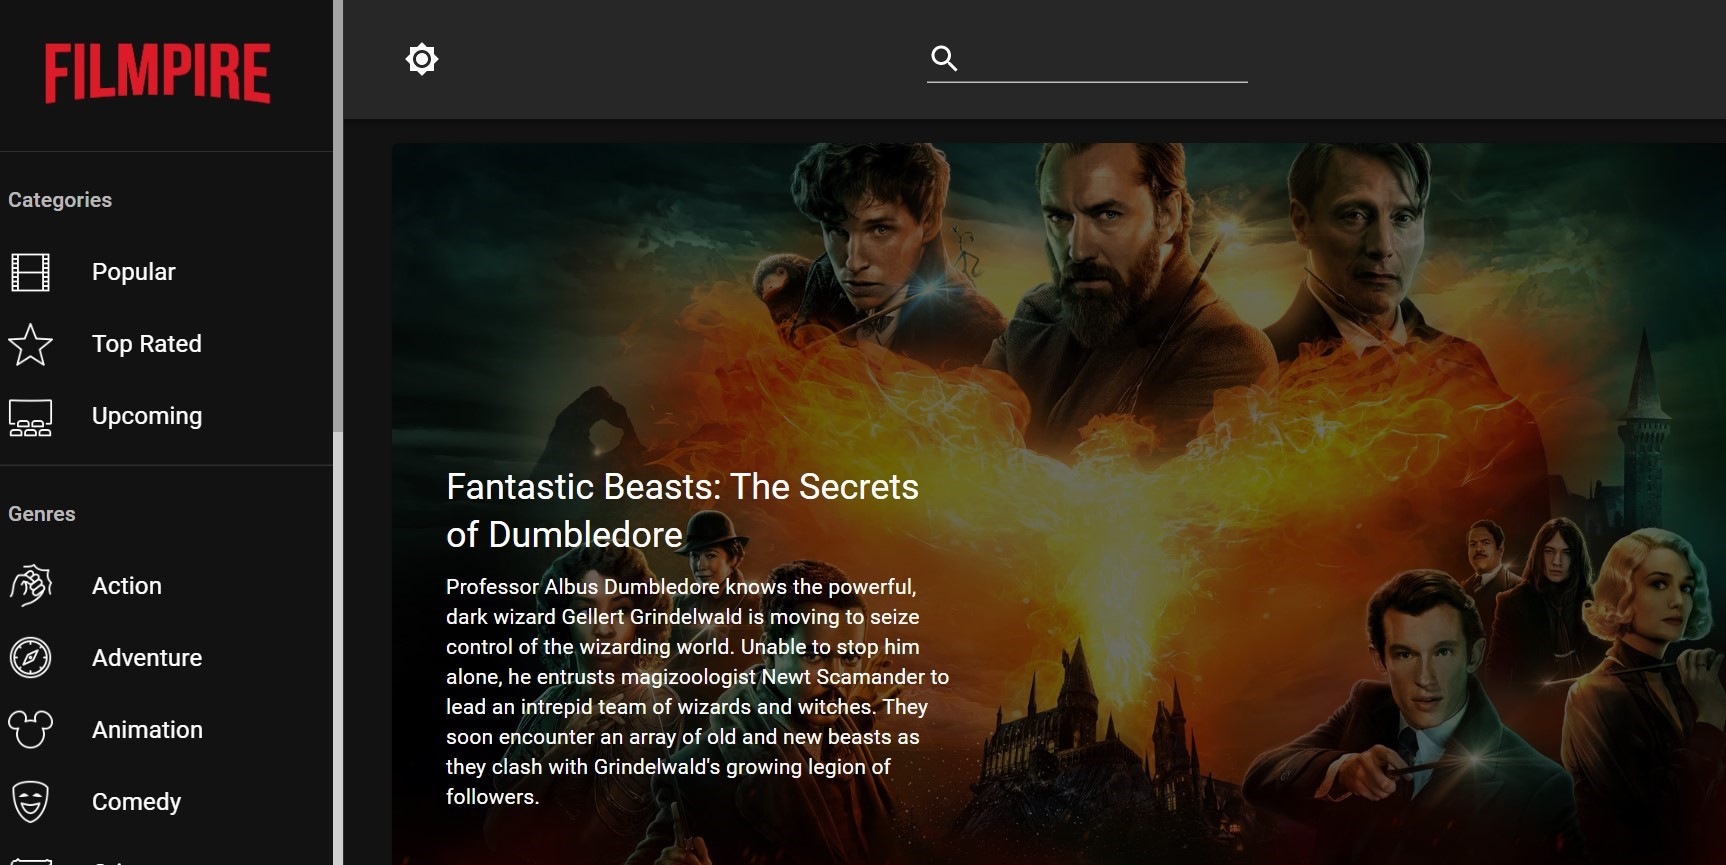 FILMPIRE
Categories
Popular
Top Rated
Upcoming
Genres
Action
Adventure
Animation
Comedy
Fantastic Beasts: The Secrets
of Dumbledore
Professor Albus Dumbledore knows the powerful,
dark wizard Gellert Grindelwald is moving to seize
control of the wizarding world. Unable to stop him
alone, he entrusts magizoologist Newt Scamander to
lead an intrepid team of wizards and witches. They
soon encounter an array of old and new beasts as
they clash with Grindelwald's growing legion of
followers.